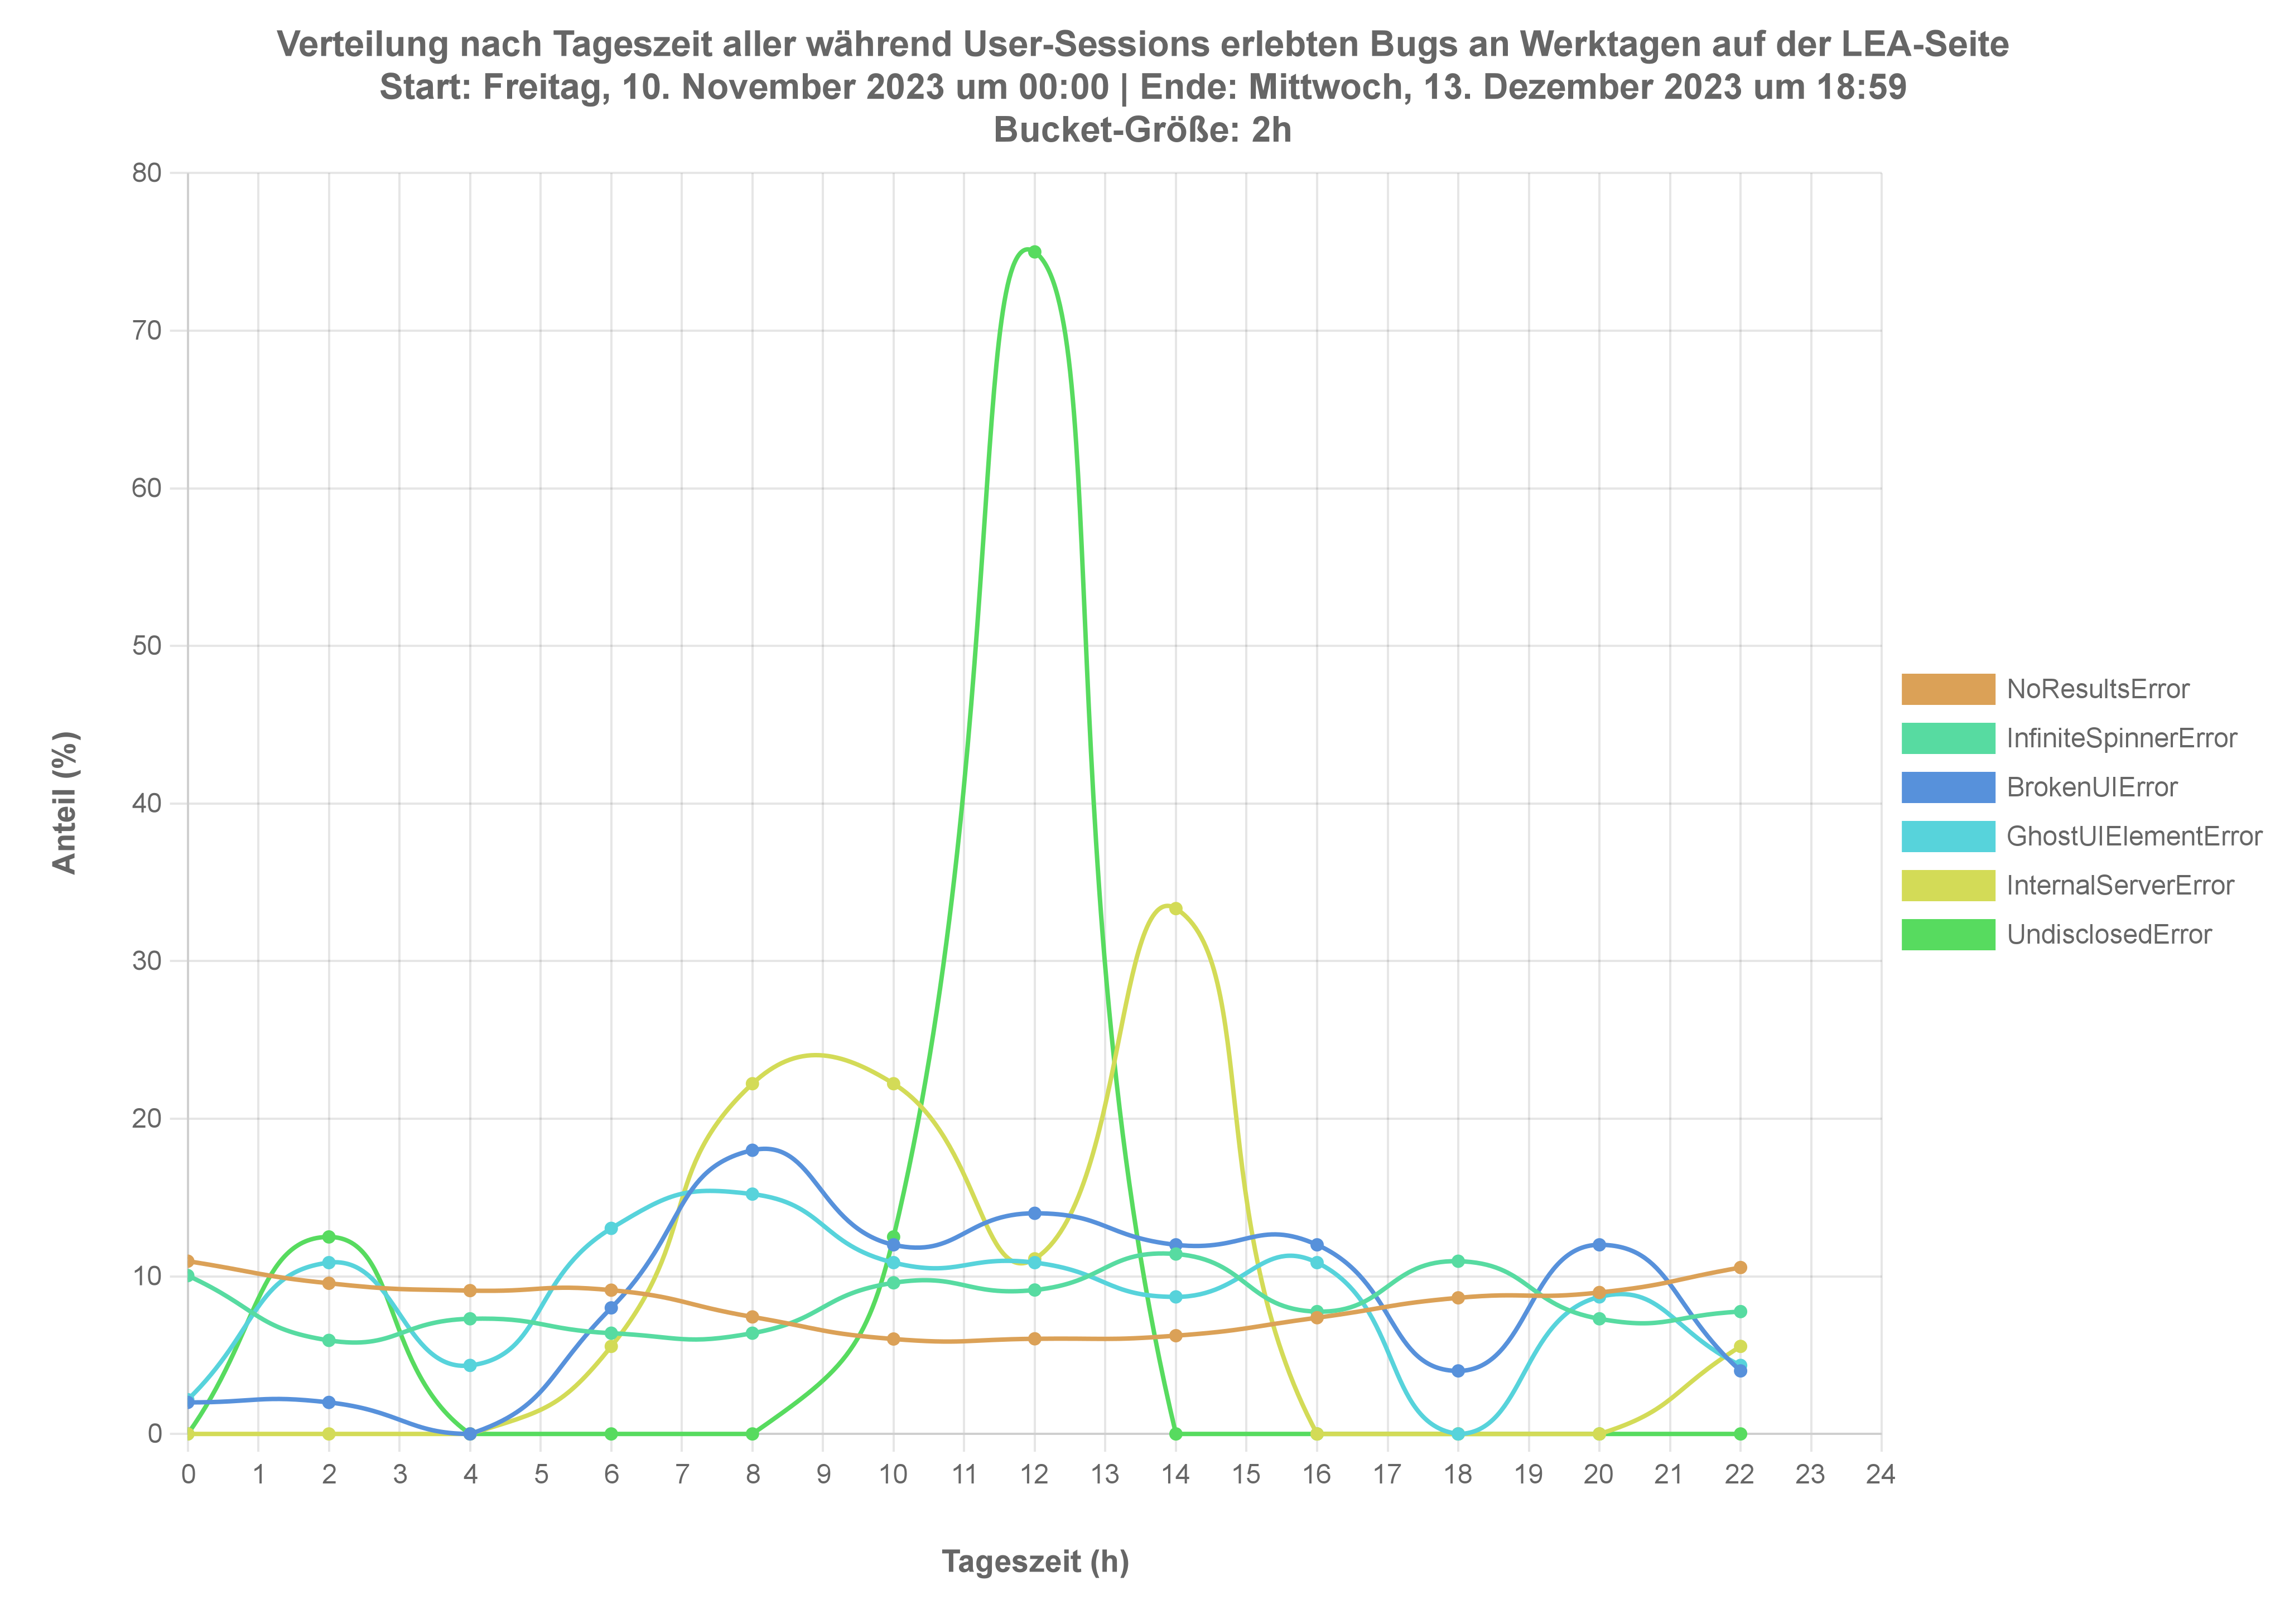 Verteilung nach Tageszeit aller während User-Sessions erlebten Bugs an Werktagen auf der LEA-Seite
Start: Freitag, 10. November 2023 um 00:00 | Ende: Mittwoch, 13. Dezember 2023 um 18:59
Bucket-Größe: 2h
80
70
60
50
40
30
20
10
0
Anteil (%)
0 1 2 3 4 5 6 7 8 9 10 11 12 13 14 15 16 17 18 19 20 21 22 23 24
Tageszeit (h)
NoResultsError
InfiniteSpinnerError
BrokenUIError
GhostUIElementError
InternalServerError
UndisclosedError